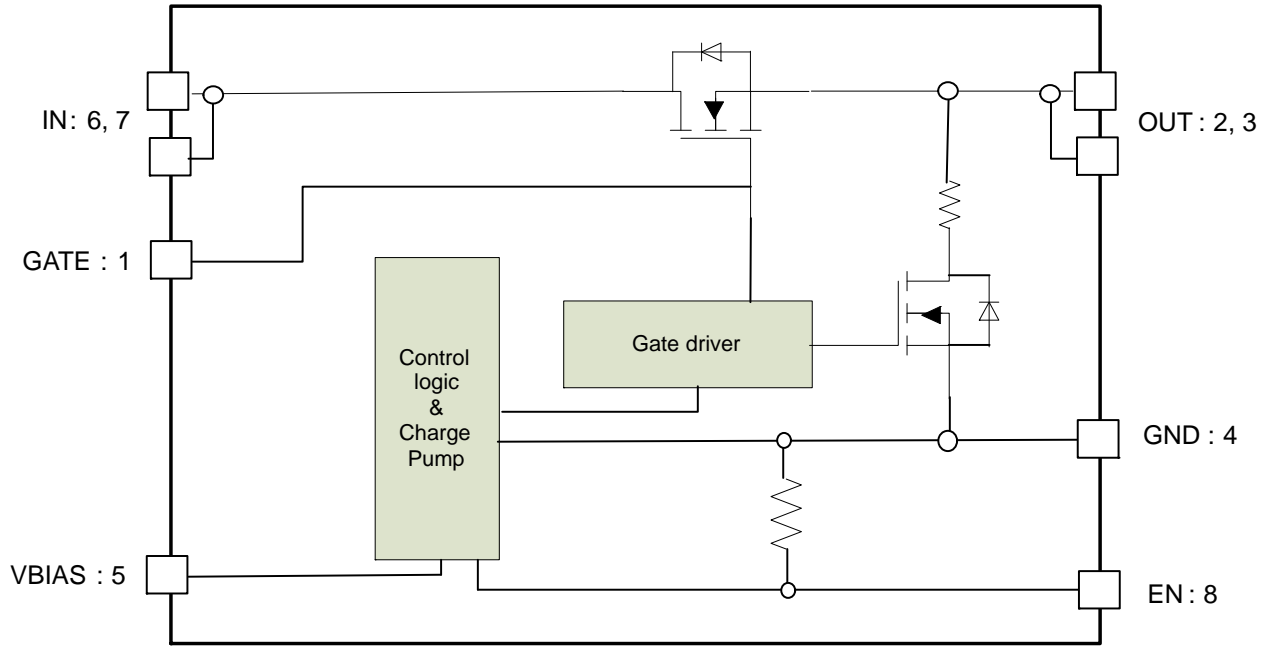 IN: 6, 7
OUT : 2, 3
GATE : 1
Gate driver
Control
logic
&
Charge
Pump
GND : 4
VBIAS : 5
EN : 8